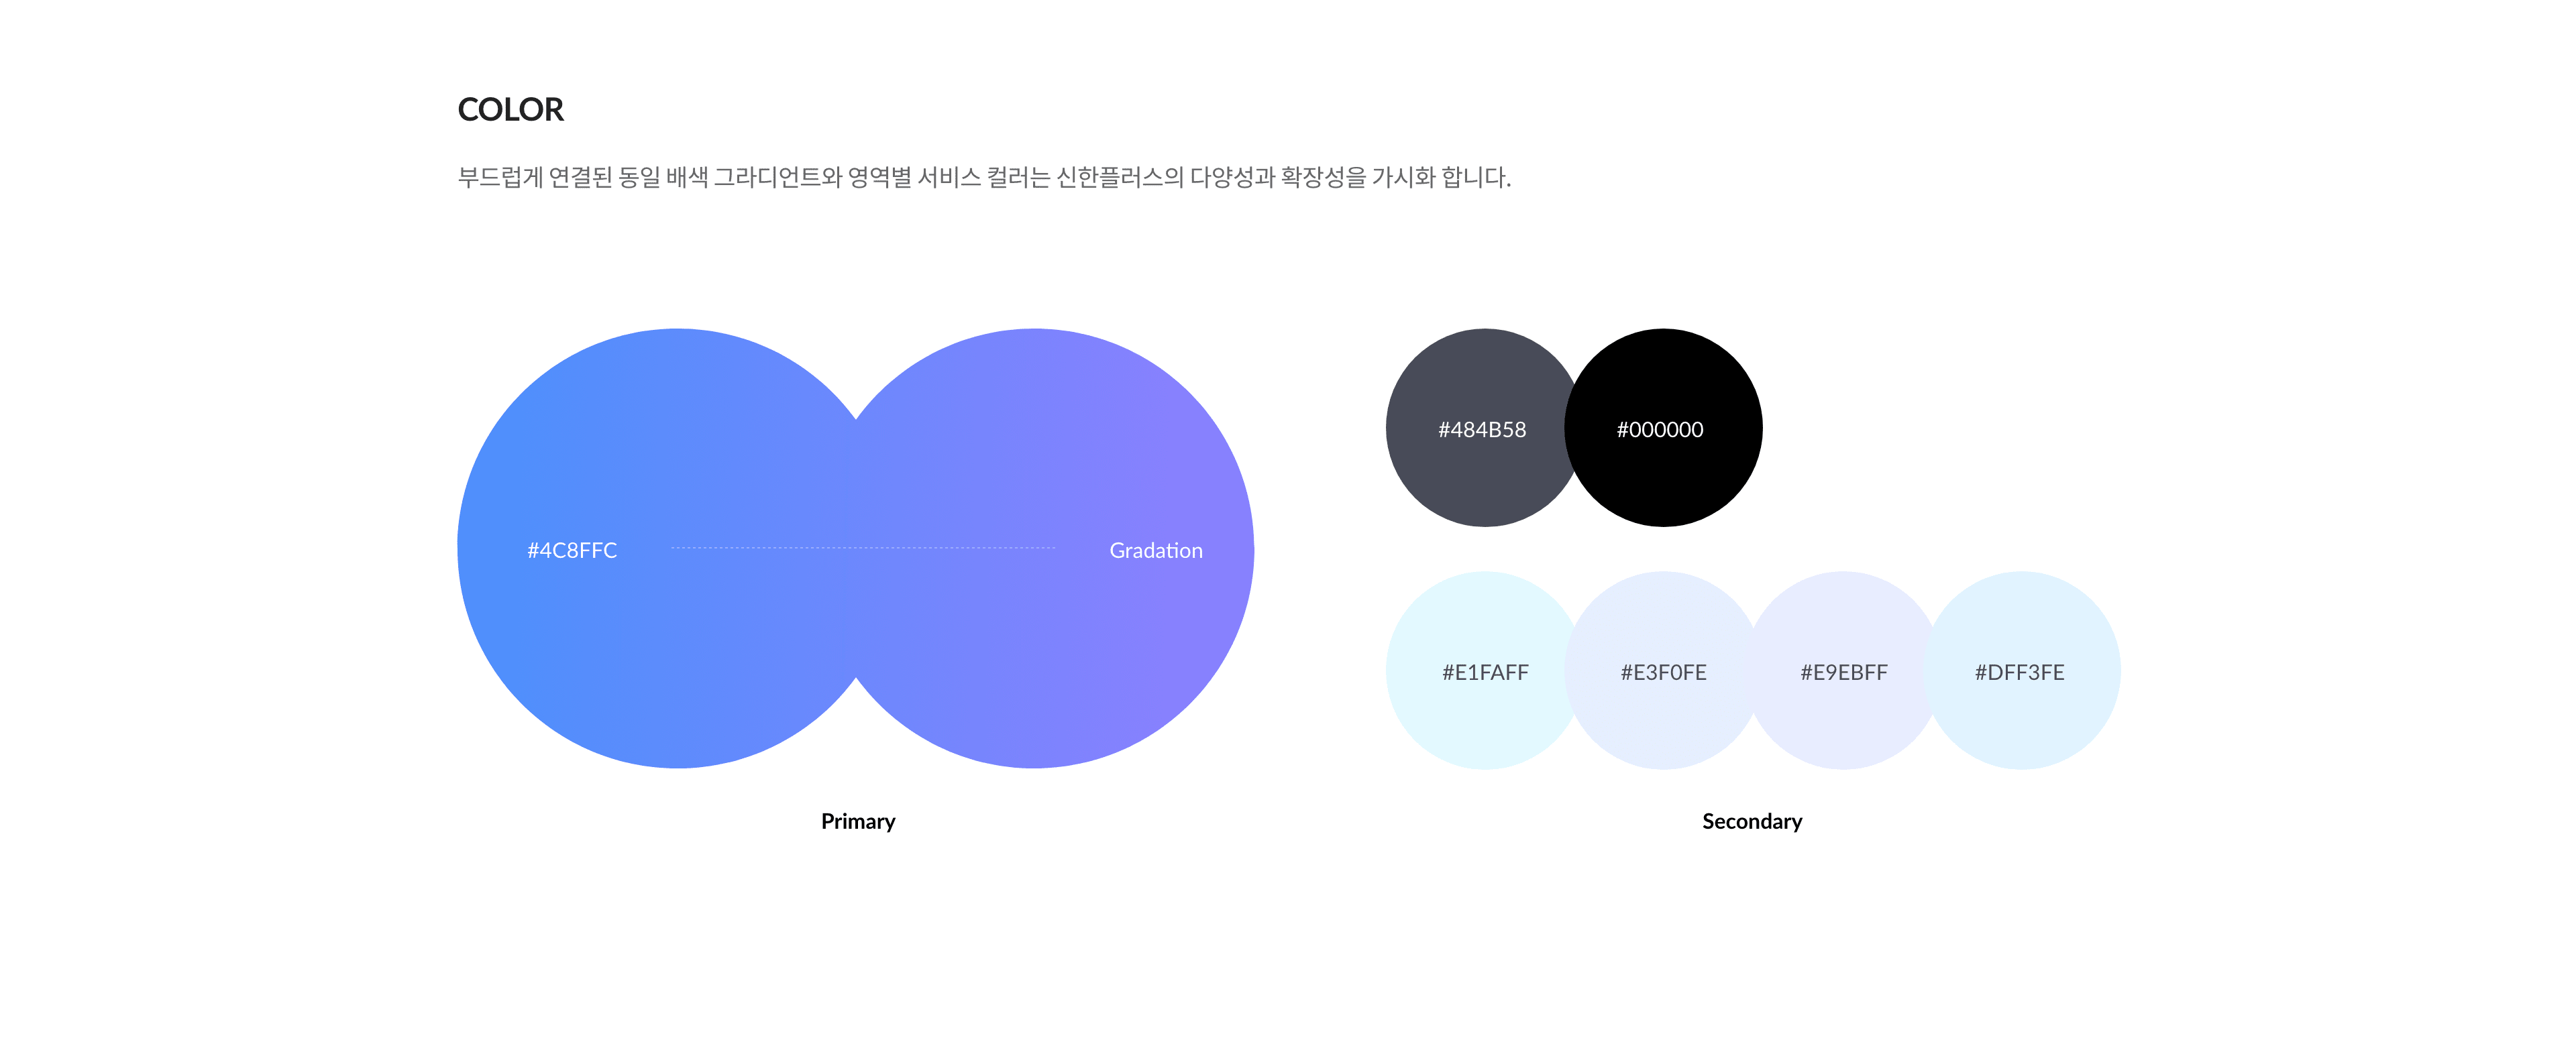 COLOR
부드럽게 연결된 동일 배색 그라디언트와 영역별 서비스 컬러는 신한플러스의 다양성과 확장성을 가시화 합니다.
#4C8FFC
Gradation
Primary
#484B58
#000000
#E1FAFF
#E3F0FE
#E9EBFF
#DFF3FE
Secondary